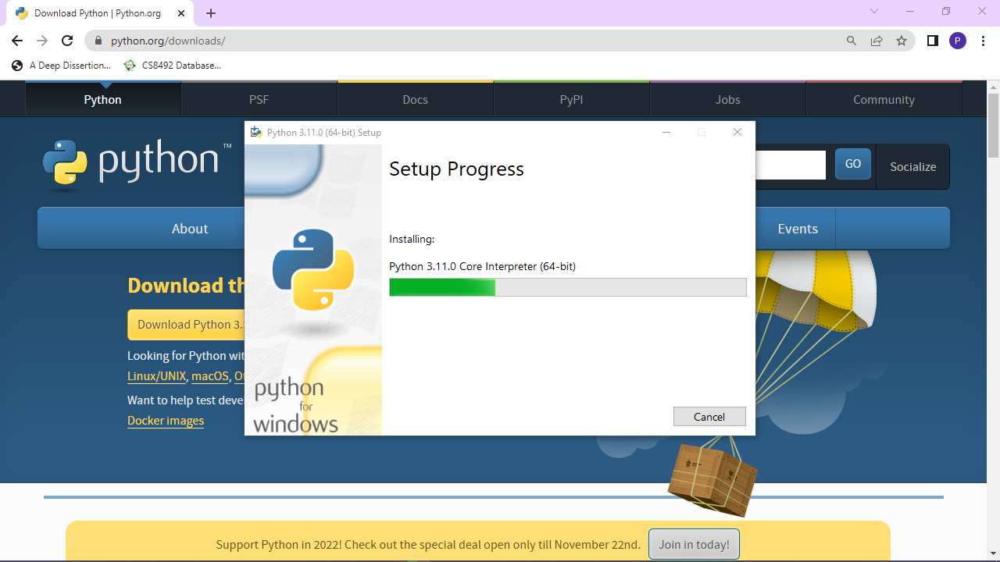 Download Python | Python.org
python.org/downloads/
P
A Deep Dissertion...
CS8492 Database...
Python
PSF
Docs
PyPI
Jobs
Community
python™
GO
Socialize
About
Events
Python 3.11.0 (64-bit) Setup
Setup Progress
Installing:
Python 3.11.0 Core Interpreter (64-bit)
python
for
windows
Cancel
Download th
Download Python 3.
Looking for Python wit
Linux/UNIX, macOS, Ot
Want to help test deve
Docker images
Support Python in 2022! Check out the special deal open only till November 22nd.
Join in today!